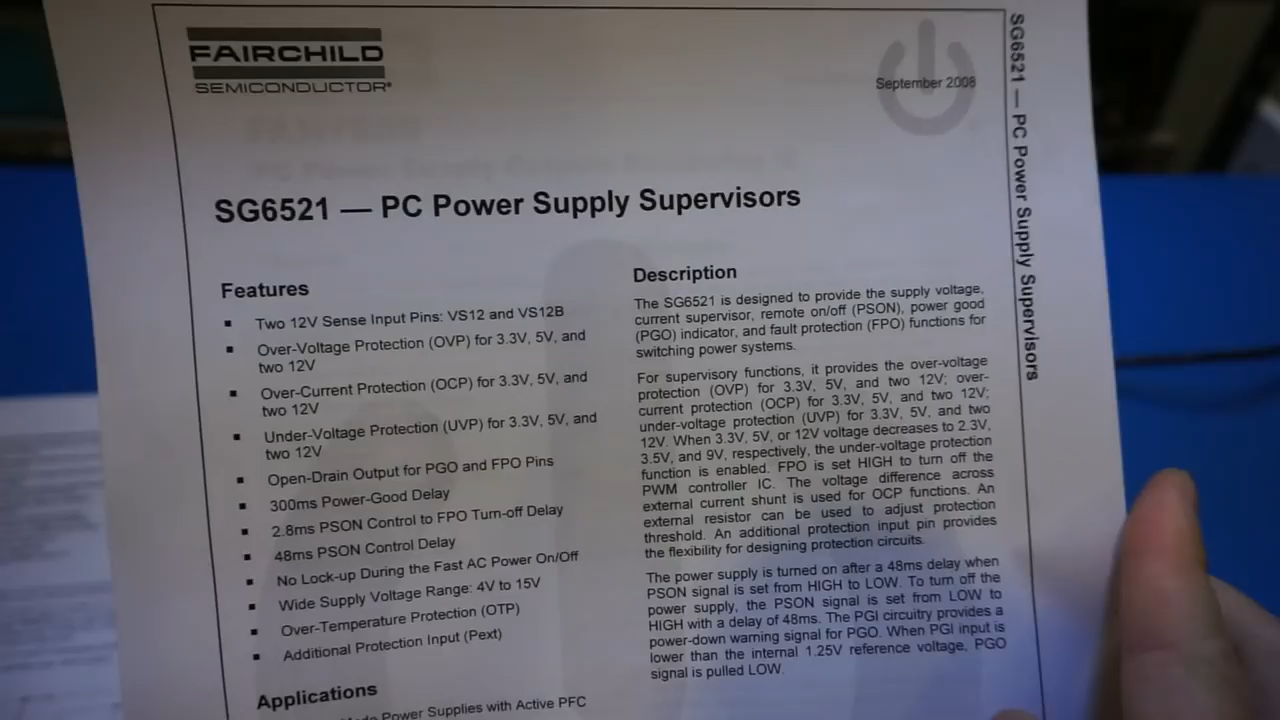 FAIRCHILD
SEMICONDUCTOR®
September 2008
SG6521 — PC Power Supply Supervisors
SG6521 — PC Power Supply Supervisors
Features
▪ Two 12V Sense Input Pins: VS12 and VS12B
▪ Over-Voltage Protection (OVP) for 3.3V, 5V, and
two 12V
▪ Over-Current Protection (OCP) for 3.3V, 5V, and
two 12V
▪ Under-Voltage Protection (UVP) for 3.3V, 5V, and
two 12V
▪ Open-Drain Output for PGO and FPO Pins
▪ 300ms Power-Good Delay
▪ 2.8ms PSON Control to FPO Turn-off Delay
▪ 48ms PSON Control Delay
▪ No Lock-up During the Fast AC Power On/Off
▪ Wide Supply Voltage Range: 4V to 15V
▪ Over-Temperature Protection (OTP)
▪ Additional Protection Input (Pext)
Applications
Power Supplies with Active PFC
Description
The SG6521 is designed to provide the supply voltage,
current supervisor, remote on/off (PSON), power good
(PGO) indicator, and fault protection (FPO) functions for
switching power systems.
For supervisory functions, it provides the over-voltage
protection (OVP) for 3.3V, 5V, and two 12V; over-
current protection (OCP) for 3.3V, 5V, and two 12V;
under-voltage protection (UVP) for 3.3V, 5V, and two
12V. When 3.3V, 5V, or 12V voltage decreases to 2.3V,
3.5V, and 9V, respectively, the under-voltage protection
function is enabled. FPO is set HIGH to turn off the
PWM controller IC. The voltage difference across
external current shunt is used for OCP functions. An
external resistor can be used to adjust protection
threshold. An additional protection input pin provides
the flexibility for designing protection circuits.
The power supply is turned on after a 48ms delay when
PSON signal is set from HIGH to LOW. To turn off the
power supply, the PSON signal is set from LOW to
HIGH with a delay of 48ms. The PGI circuitry provides a
power-down warning signal for PGO. When PGI input is
lower than the internal 1.25V reference voltage, PGO
signal is pulled LOW.